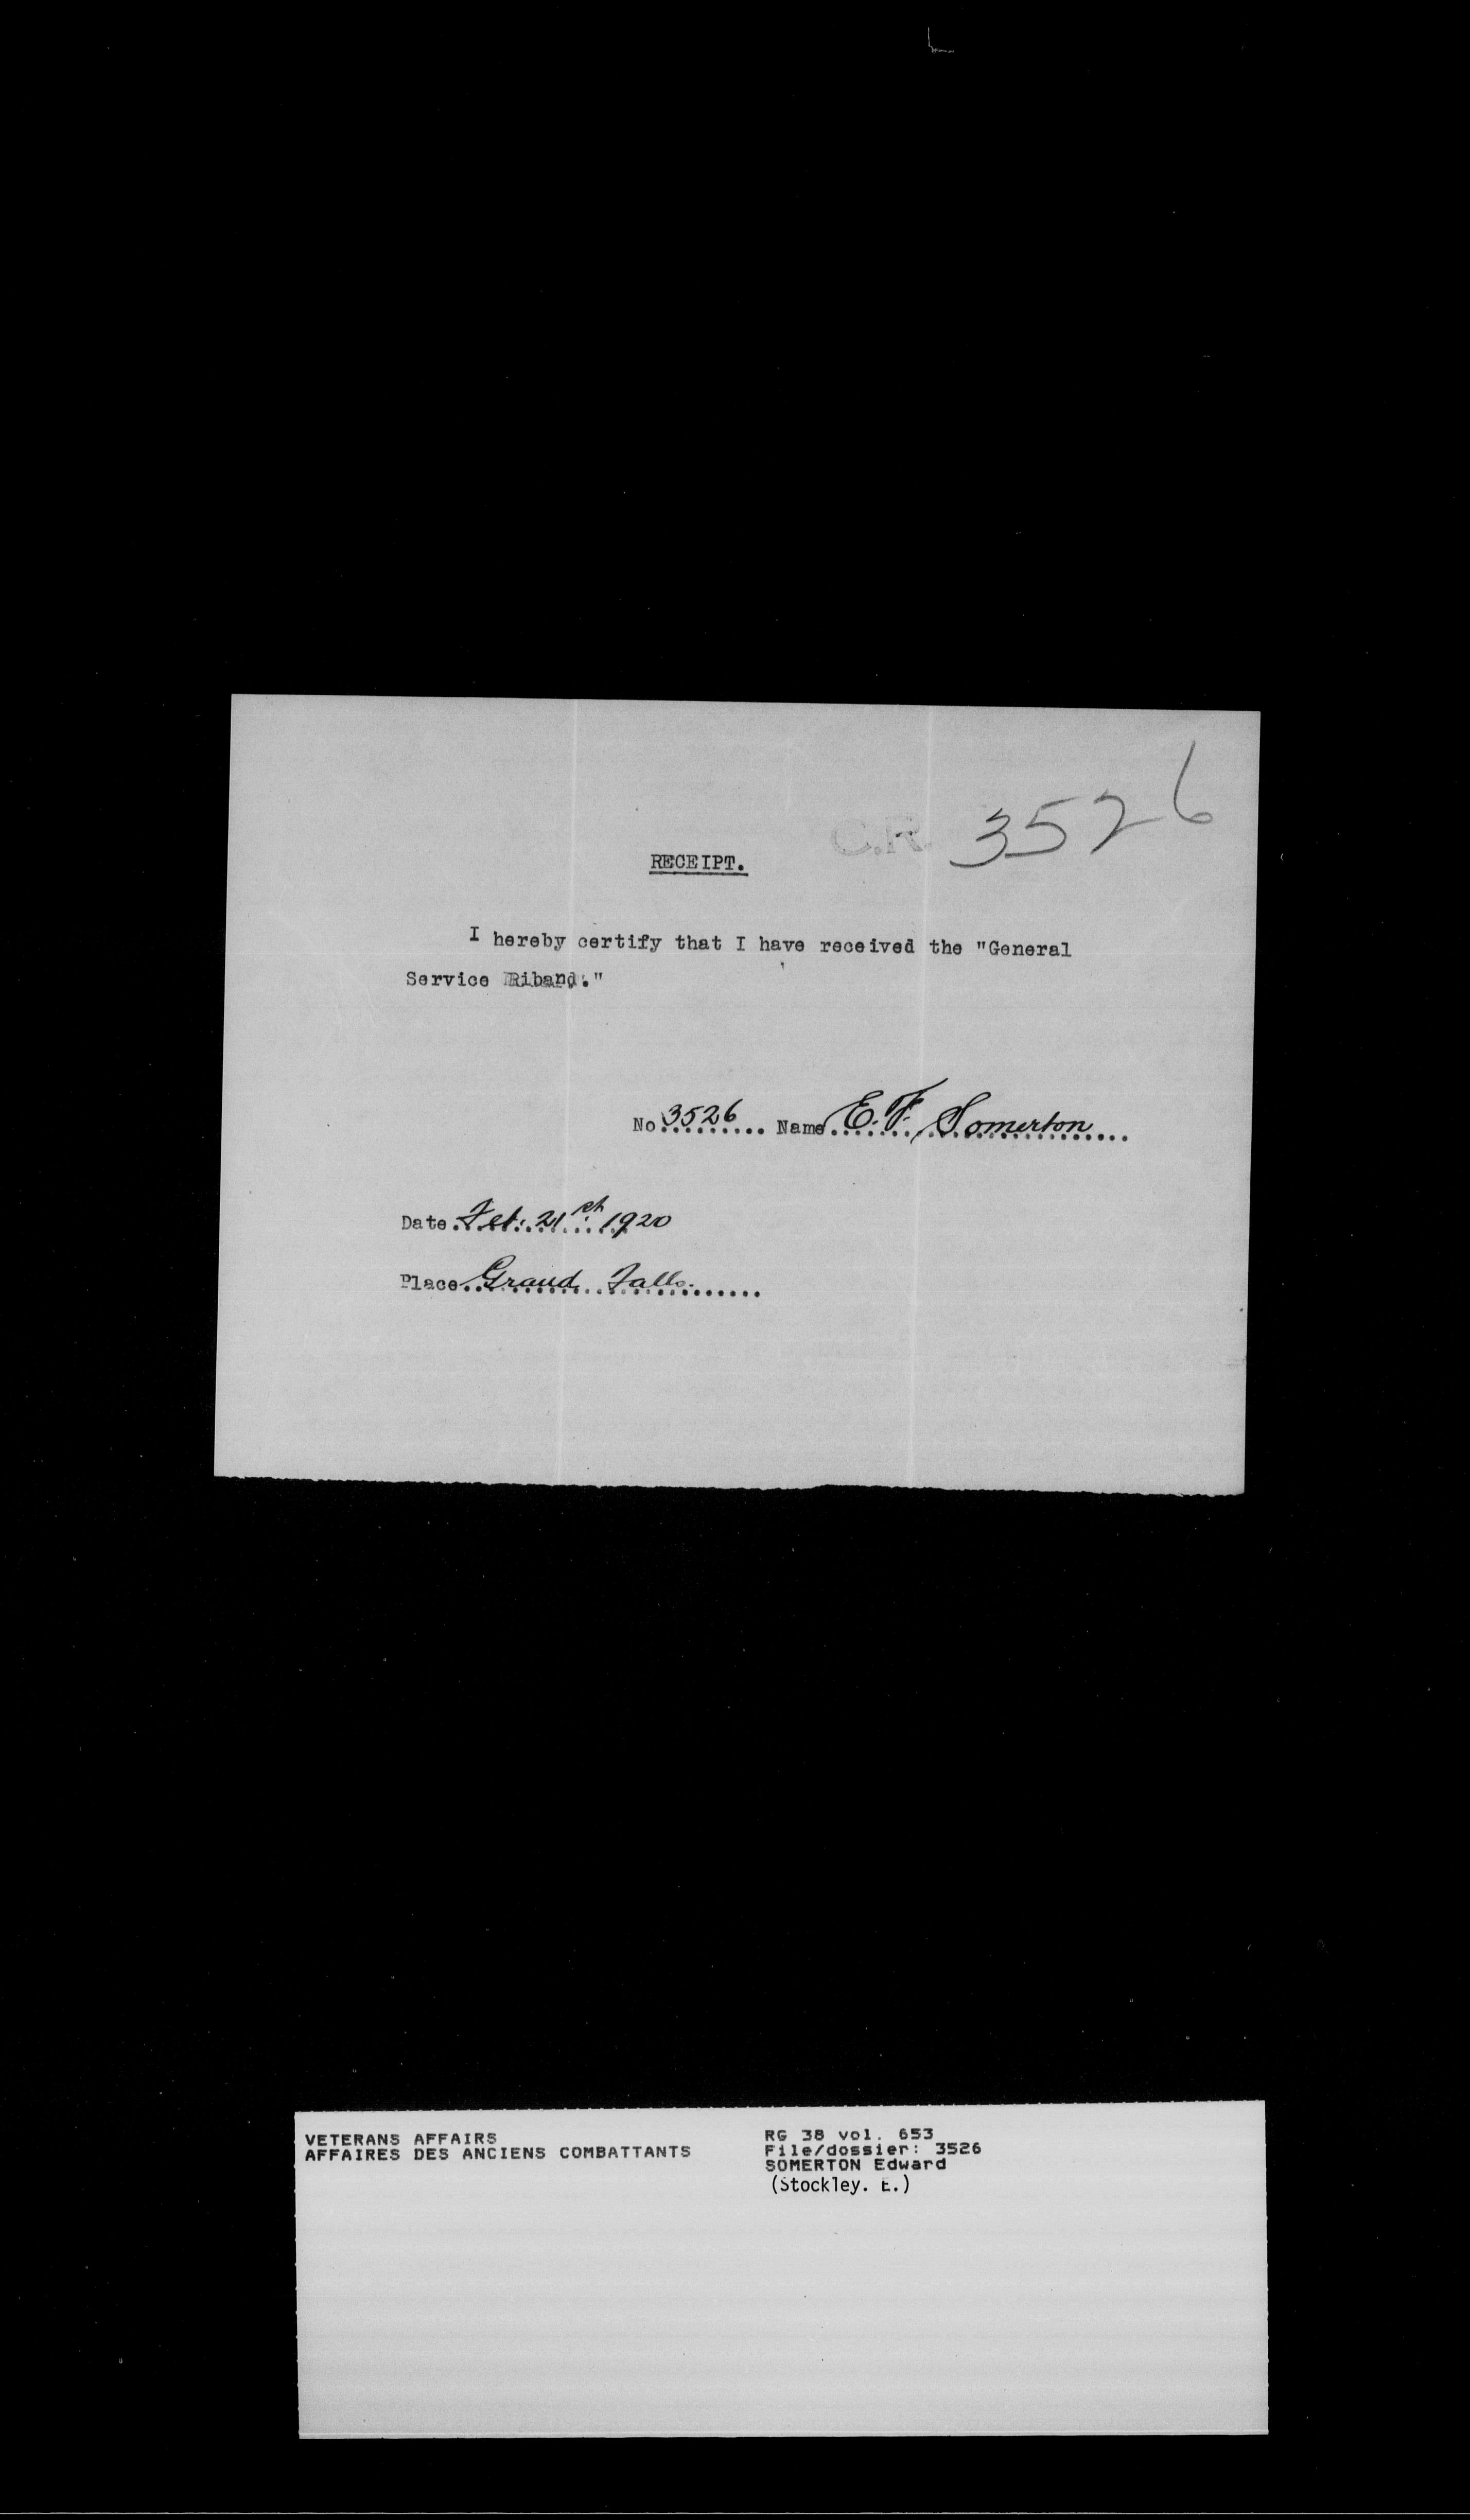 C.R. 3526
RECEIPT.
I hereby certify that I have received the "General
Service Riband."
No 3526 Name E. F. Somerton
Date Feb: 21st 1920
Place Grand Falls.
VETERANS AFFAIRS
AFFAIRES DES ANCIENS COMBATTANTS
RG 38 vol. 653
File/dossier: 3526
SOMERTON Edward
(Stockley. E.)